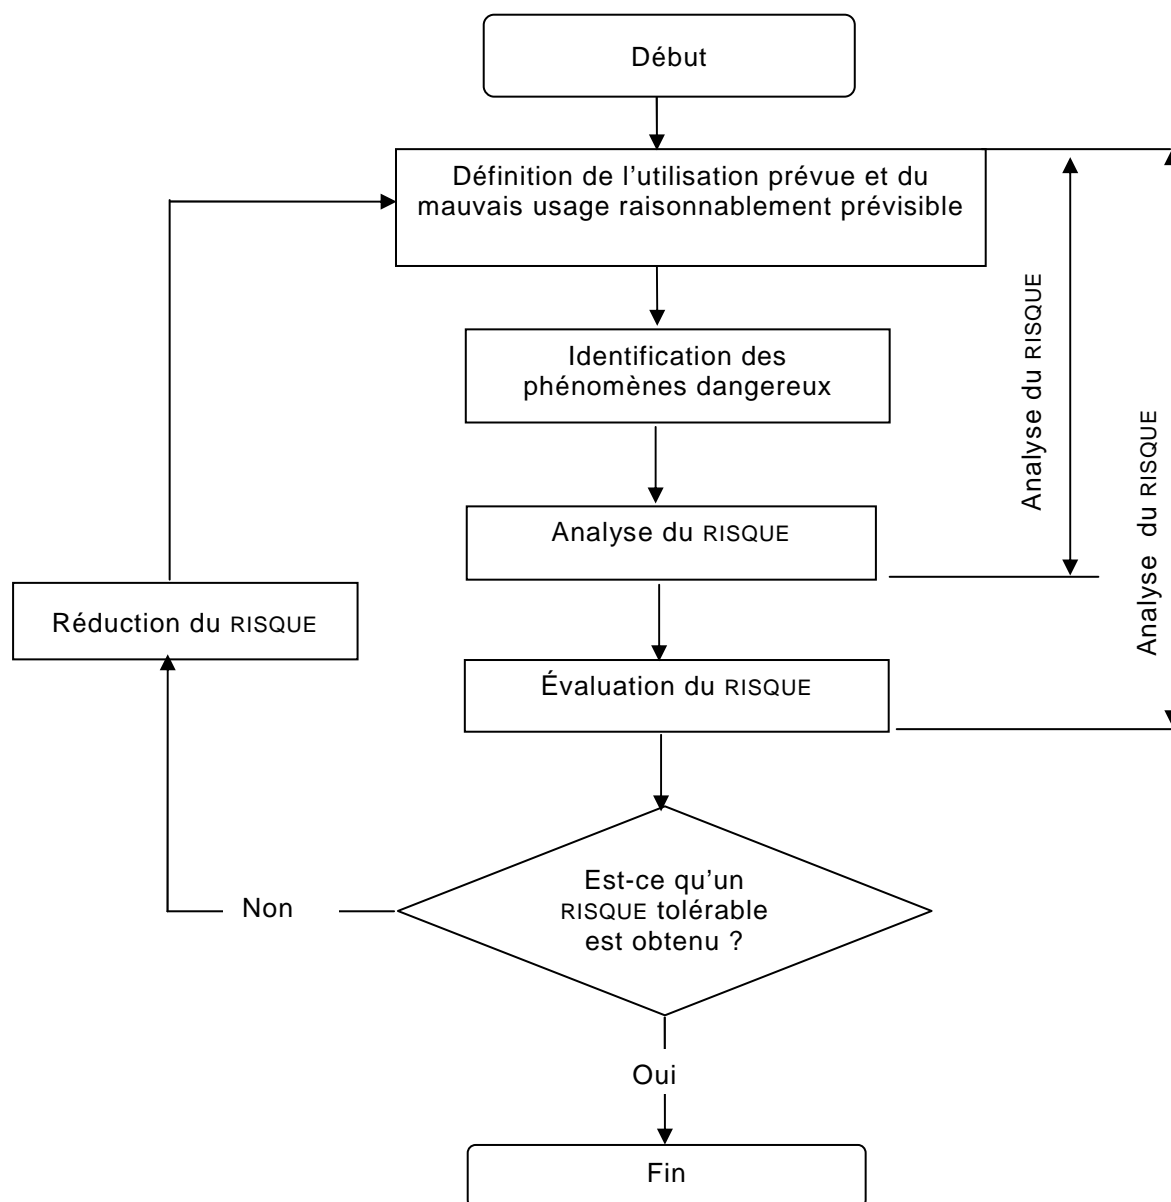 Début
Définition de l'utilisation prévue et du
mauvais usage raisonnablement prévisible
Identification des
phénomènes dangereux
Analyse du RISQUE
Analyse du RISQUE
Analyse du RISQUE
Réduction du RISQUE
Évaluation du RISQUE
Est-ce qu'un
RISQUE tolérable
est obtenu ?
Non
Oui
Fin